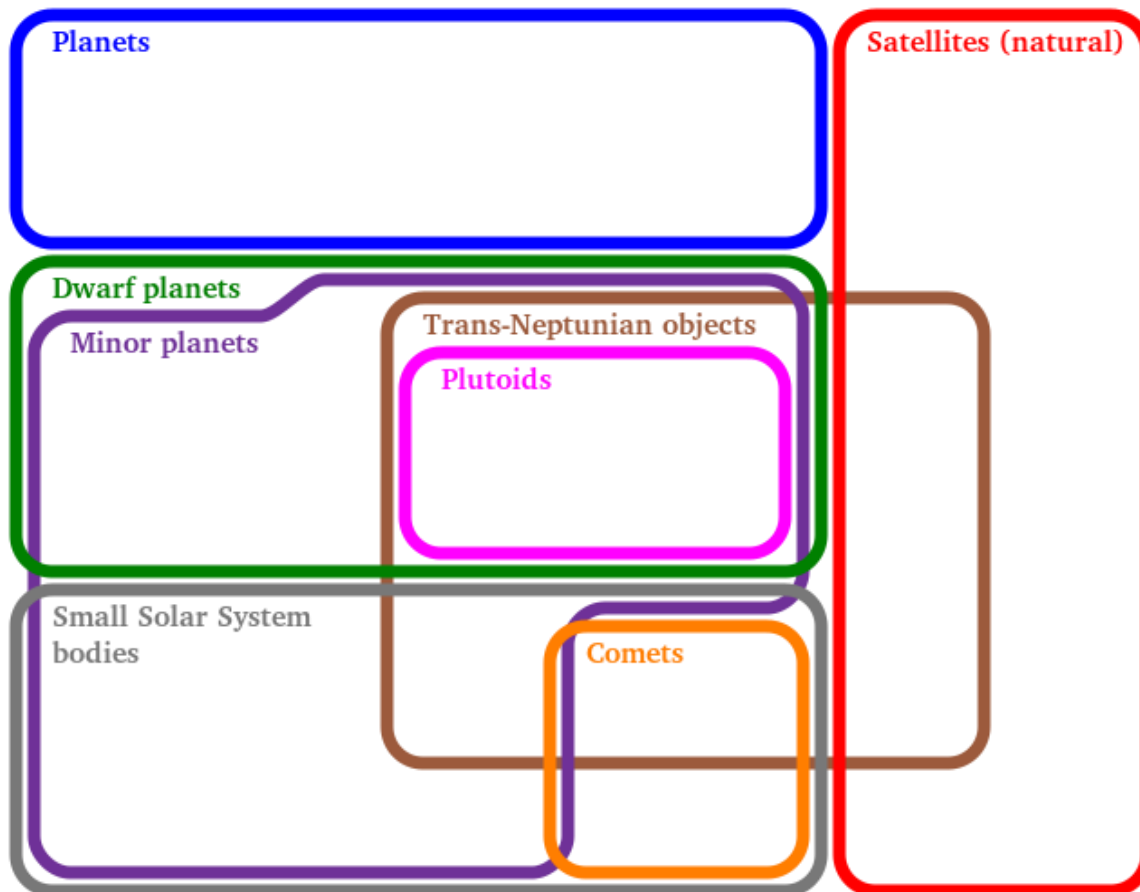 Planets
Satellites (natural)
Dwarf planets
Minor planets
Trans-Neptunian objects
Plutoids
Small Solar System
bodies
Comets